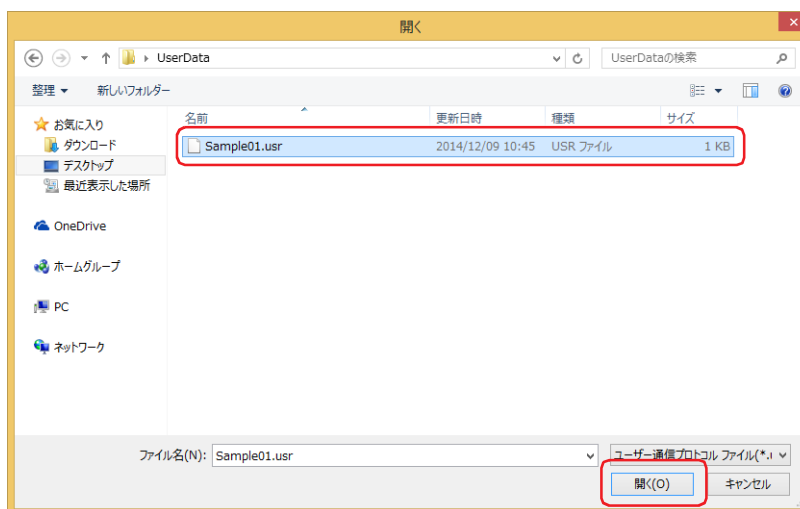 開く
UserData
UserDataの検索
整理
新しいフォルダー
名前 更新日時 種類 サイズ
お気に入り
ダウンロード
デスクトップ
最近表示した場所
OneDrive
ホームグループ
PC
ネットワーク
Sample01.usr 2014/12/09 10:45 USR ファイル 1 KB
ファイル名(N): Sample01.usr
ユーザー通信プロトコル ファイル(*.u
開く(O) キャンセル